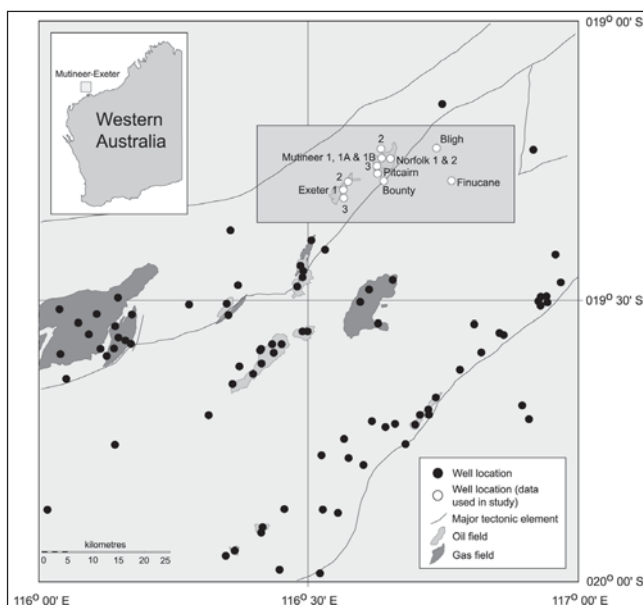 019° 00' S
Mutineer-Exeter
Western
Australia
2
Bligh
Mutineer 1, 1A & 1B
Norfolk 1 & 2
3
Pitcairn
2
Exeter 1
Bounty
Finucane
3
019° 30' S
Well location
Well location (data
used in study)
Major tectonic element
Oil field
Gas field
kilometres
0 5 10 15 20 25
020° 00' S
116° 00' E
116° 30' E
117° 00' E